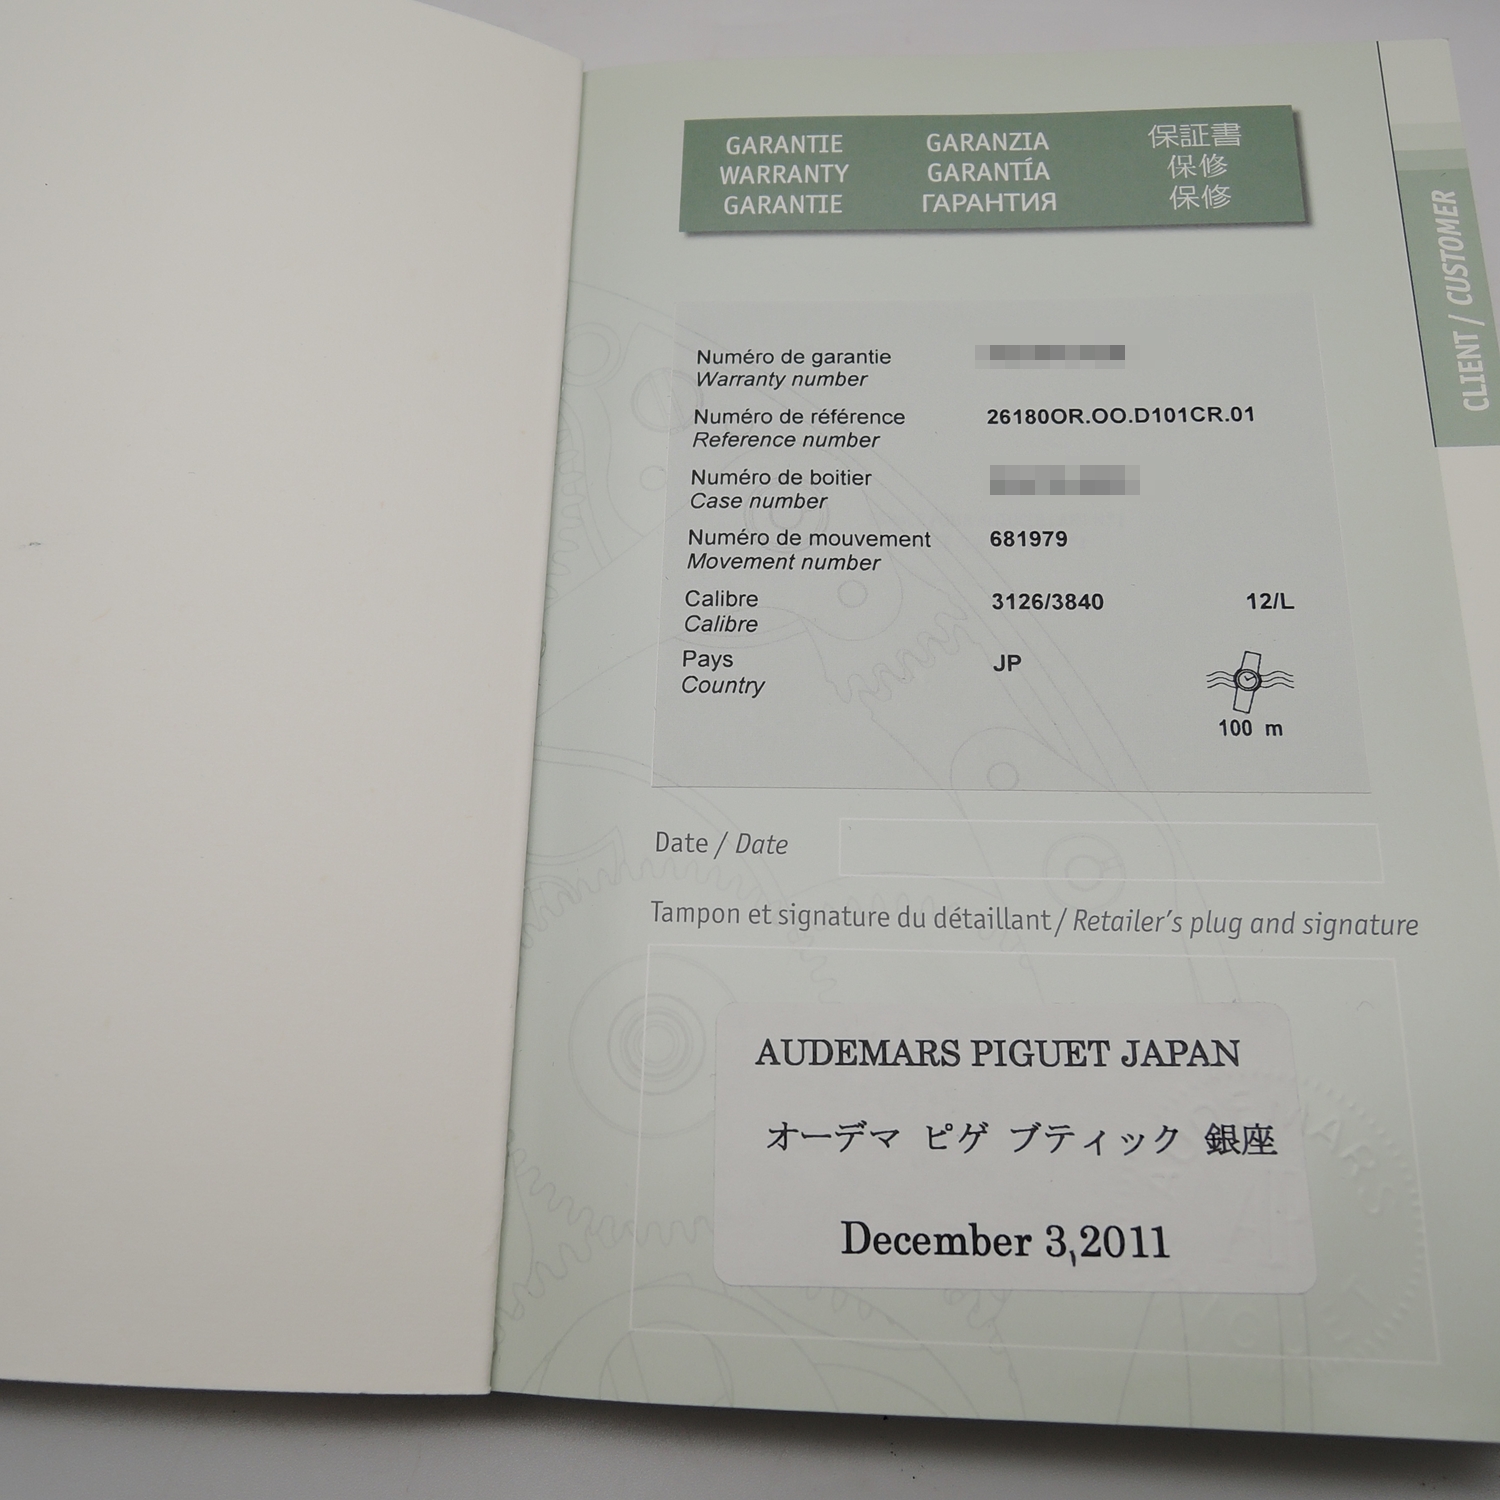 GARANTIE GARANZIA 保証書
WARRANTY GARANTÍA 保修
GARANTIE ГАРАНТИЯ 保修
CLIENT / CUSTOMER
Numéro de garantie
Warranty number
Numéro de référence 26180OR.OO.D101CR.01
Reference number
Numéro de boitier
Case number
Numéro de mouvement 681979
Movement number
Calibre 3126/3840 12/L
Calibre
Pays JP
Country
100 m
Date / Date
Tampon et signature du détaillant / Retailer's plug and signature
AUDEMARS PIGUET JAPAN
オーデマ ピゲ ブティック 銀座
December 3,2011